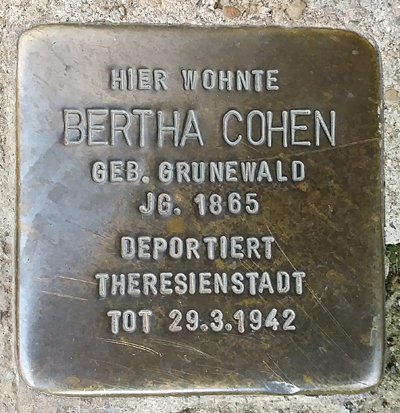 HIER WOHNTE
BERTHA COHEN
GEB. GRUNEWALD
JG. 1865
DEPORTIERT
THERESIENSTADT
TOT 29.3.1942